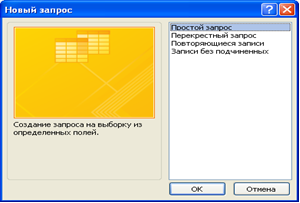 Новый запрос
Простой запрос
Перекрестный запрос
Повторяющиеся записи
Записи без подчиненных
Создание запроса на выборку из
определенных полей.
OK
Отмена